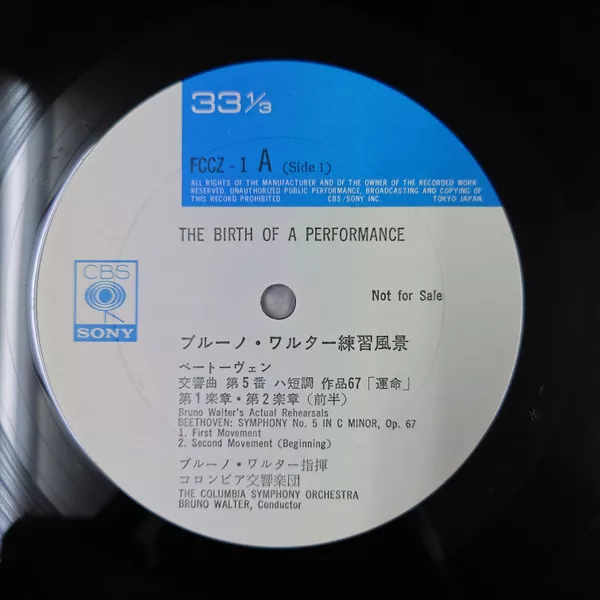 33 1/3
FCCZ - 1 A (Side 1)
ALL RIGHTS OF THE MANUFACTURER AND OF THE OWNER OF THE RECORDED WORK
RESERVED. UNAUTHORIZED PUBLIC PERFORMANCE, BROADCASTING AND COPYING OF
THIS RECORD PROHIBITED. CBS/SONY INC. TOKYO JAPAN.
THE BIRTH OF A PERFORMANCE
CBS
SONY
Not for Sale
ブルーノ・ワルター練習風景
ベートーヴェン
交響曲 第5番 ハ短調 作品67「運命」
第1楽章・第2楽章(前半)
Bruno Walter's Actual Rehearsals
BEETHOVEN: SYMPHONY No. 5 IN C MINOR, Op. 67
1. First Movement
2. Second Movement (Beginning)
ブルーノ・ワルター指揮
コロンビア交響楽団
THE COLUMBIA SYMPHONY ORCHESTRA
BRUNO WALTER, Conductor